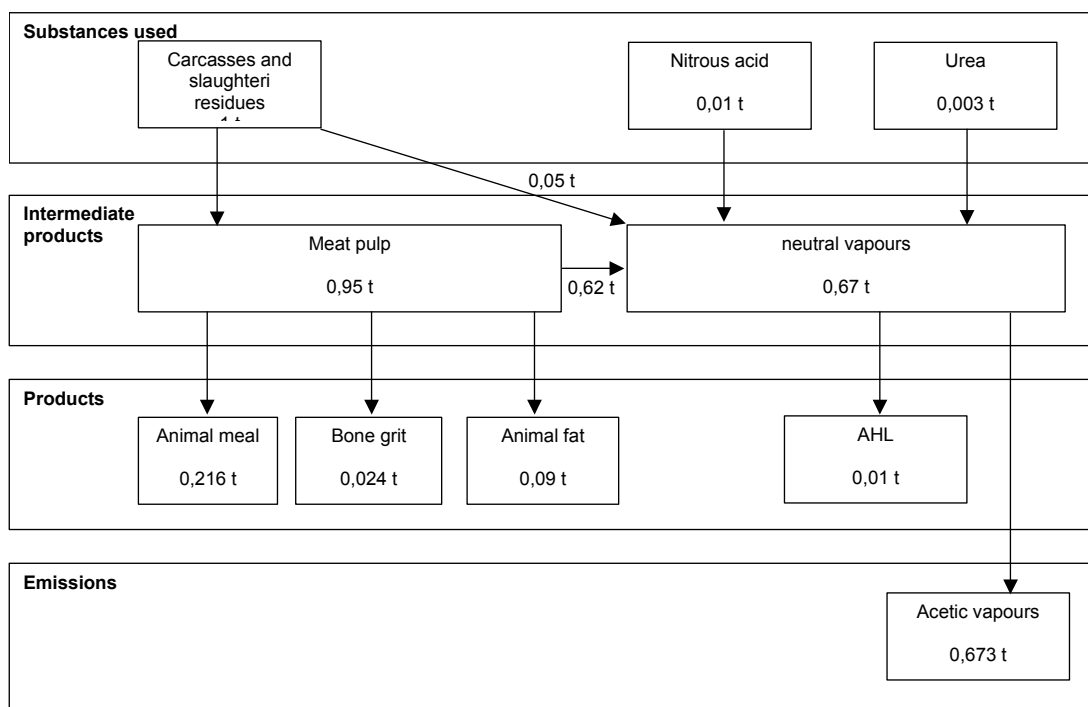 Substances used
Carcasses and
slaughteri
residues
Nitrous acid
0,01 t
Urea
0,003 t
0,05 t
Intermediate
products
Meat pulp
0,95 t
0,62 t
neutral vapours
0,67 t
Products
Animal meal
0,216 t
Bone grit
0,024 t
Animal fat
0,09 t
AHL
0,01 t
Emissions
Acetic vapours
0,673 t